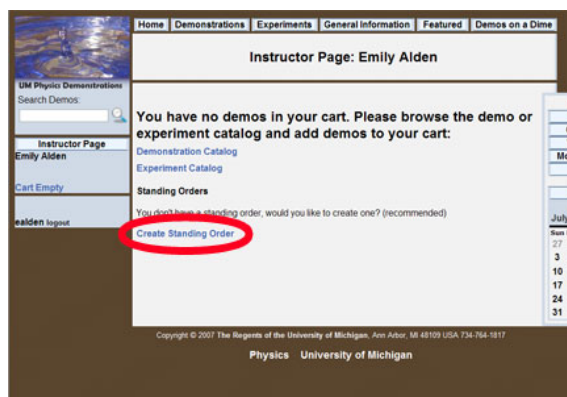 Home Demonstrations Experiments General Information Featured Demos on a Dime
Instructor Page: Emily Alden
UM Physics Demonstrations
Search Demos:
Instructor Page
Emily Alden
Cart Empty
ealden logout
You have no demos in your cart. Please browse the demo or
experiment catalog and add demos to your cart:
Demonstration Catalog
Experiment Catalog
Standing Orders
You don't have a standing order, would you like to create one? (recommended)
Create Standing Order
Mo
July
Sun
27
3
10
17
24
31
Copyright © 2007 The Regents of the University of Michigan, Ann Arbor, MI 48109 USA 734-764-1817
Physics University of Michigan